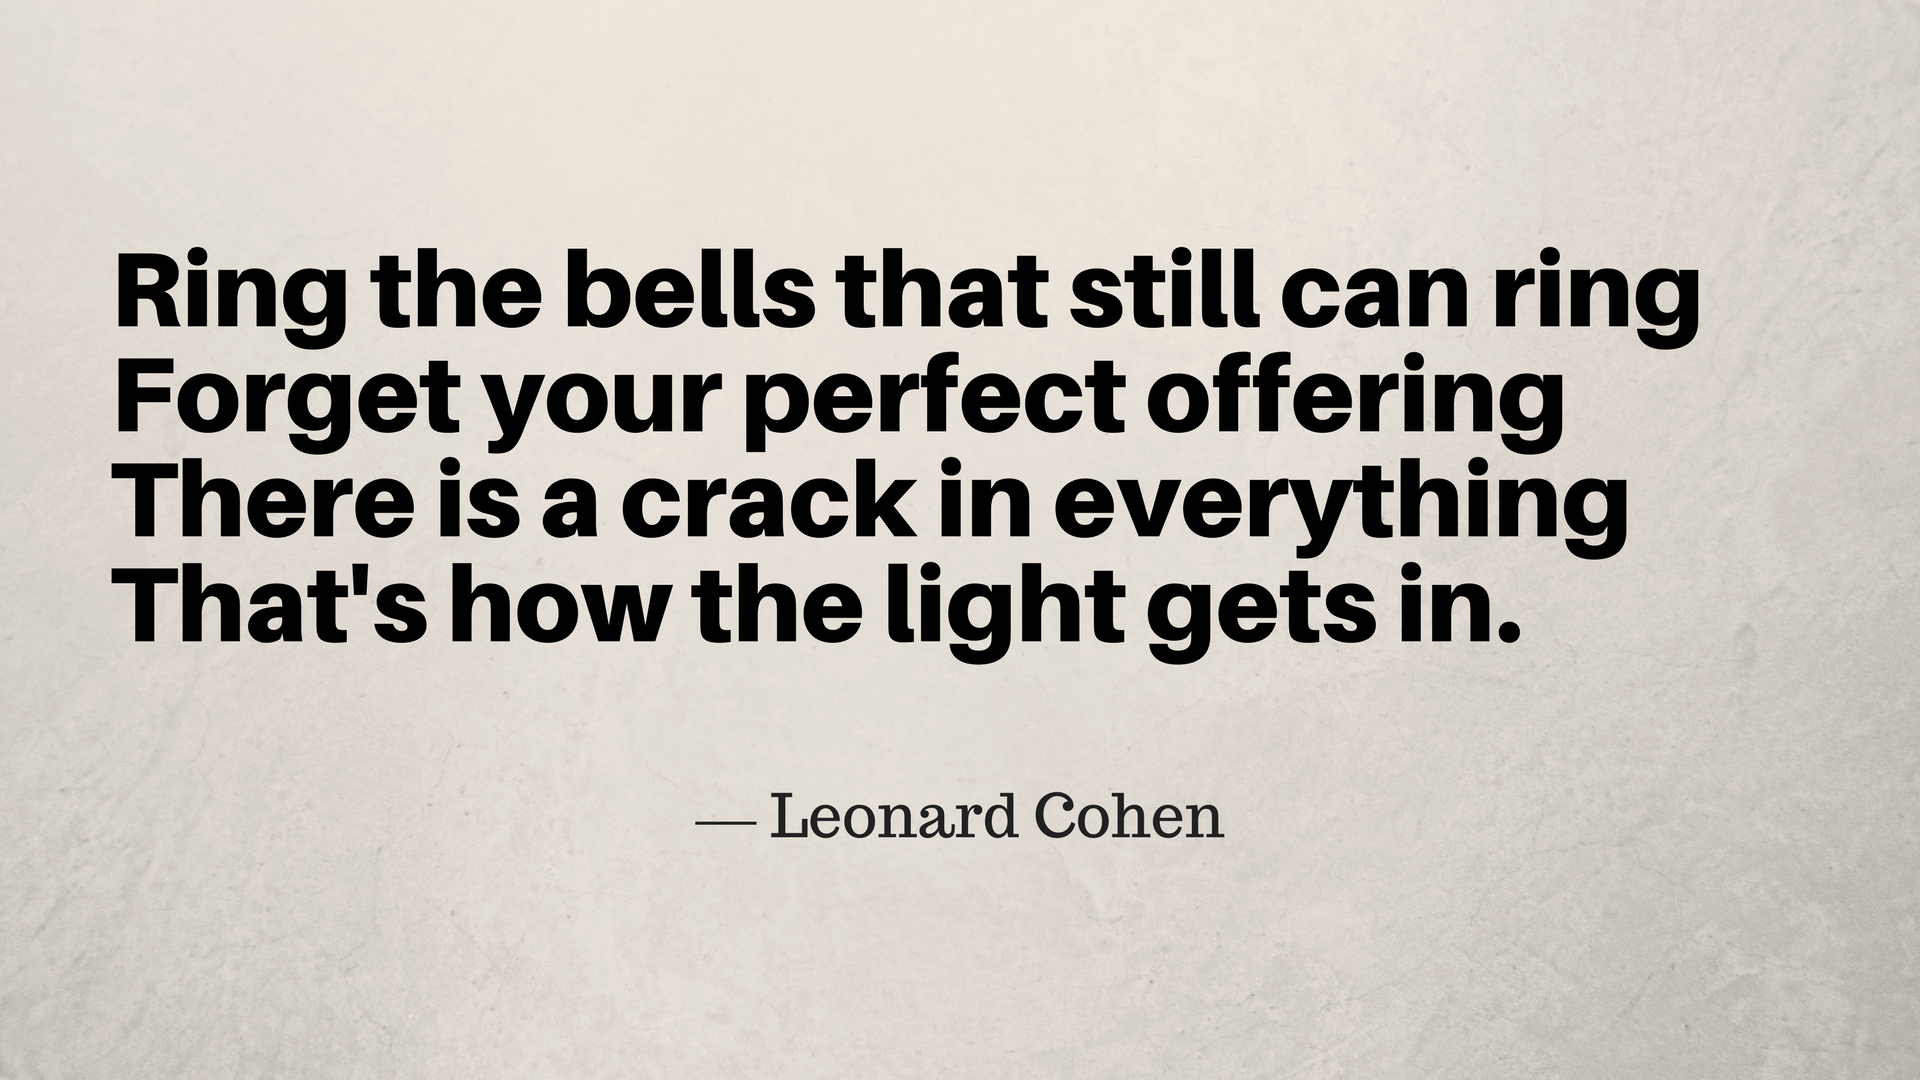 Ring the bells that still can ring
Forget your perfect offering
There is a crack in everything
That's how the light gets in.
— Leonard Cohen